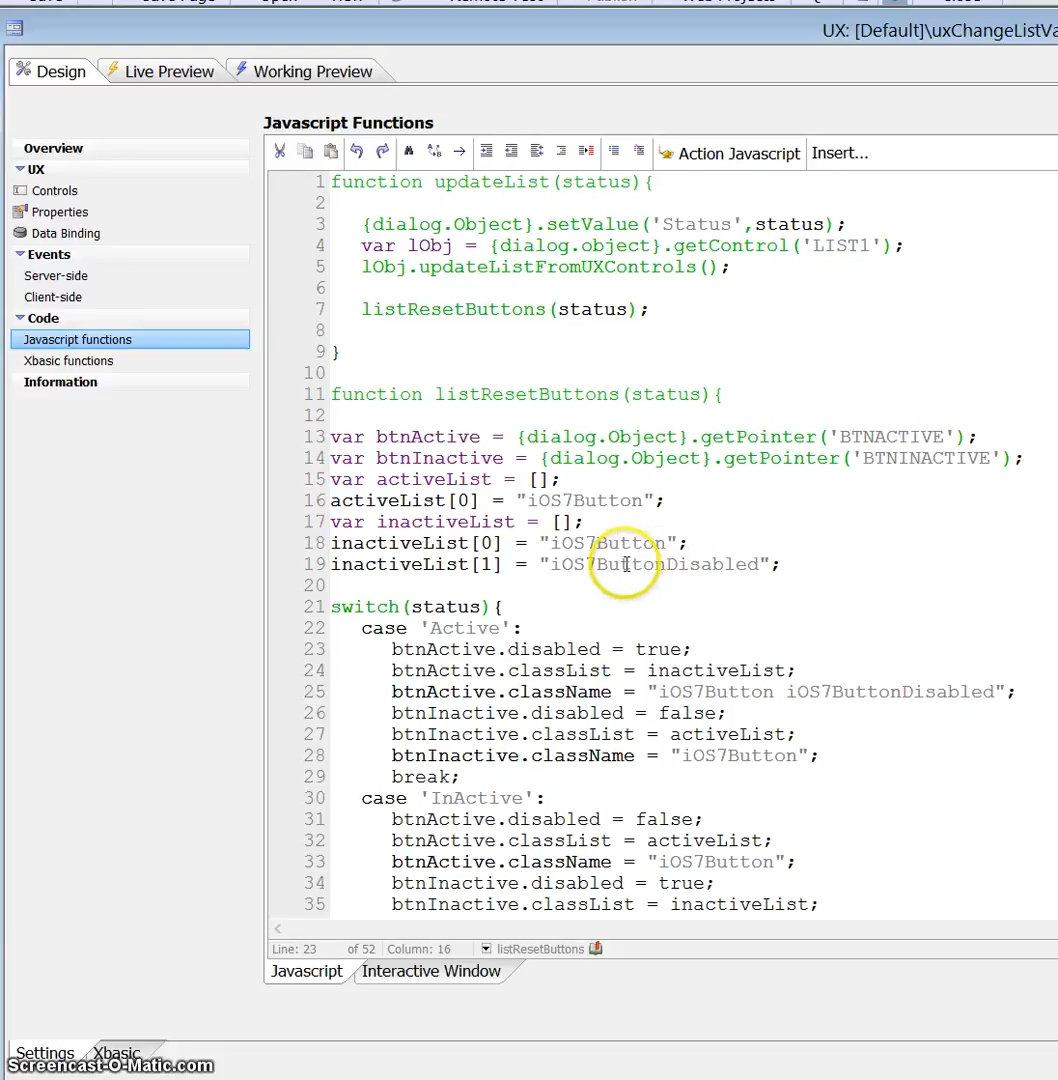 UX: [Default]\uxChangeListVa
Design
Live Preview
Working Preview
Javascript Functions
Overview
UX
Controls
Properties
Data Binding
Events
Server-side
Client-side
Code
Javascript functions
Xbasic functions
Information
Action Javascript
Insert...
1 function updateList(status){
2
3 {dialog.Object}.setValue('Status',status);
4 var lObj = {dialog.object}.getControl('LIST1');
5 lObj.updateListFromUXControls();
6
7 listResetButtons(status);
8
9 }
10
11 function listResetButtons(status){
12
13 var btnActive = {dialog.Object}.getPointer('BTNACTIVE');
14 var btnInactive = {dialog.Object}.getPointer('BTNINACTIVE');
15 var activeList = [];
16 activeList[0] = "iOS7Button";
17 var inactiveList = [];
18 inactiveList[0] = "iOS7Button";
19 inactiveList[1] = "iOS7ButtonDisabled";
20
21 switch(status){
22 case 'Active':
23 btnActive.disabled = true;
24 btnActive.classList = inactiveList;
25 btnActive.className = "iOS7Button iOS7ButtonDisabled";
26 btnInactive.disabled = false;
27 btnInactive.classList = activeList;
28 btnInactive.className = "iOS7Button";
29 break;
30 case 'InActive':
31 btnActive.disabled = false;
32 btnActive.classList = activeList;
33 btnActive.className = "iOS7Button";
34 btnInactive.disabled = true;
35 btnInactive.classList = inactiveList;
Line: 23 of 52 Column: 16 listResetButtons
Javascript
Interactive Window
Settings
Xbasic
Screencast-O-Matic.com